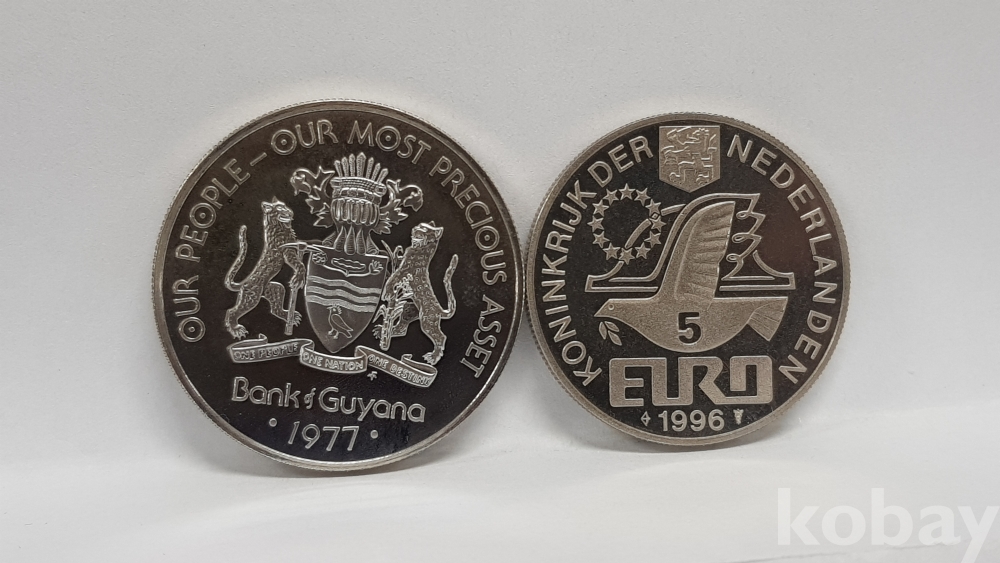 OUR PEOPLE – OUR MOST PRECIOUS ASSET
ONE PEOPLE ONE NATION ONE DESTINY
Bank of Guyana
• 1977 •
KONINKRIJK DER NEDERLANDEN
5
EURO
1996
kobay